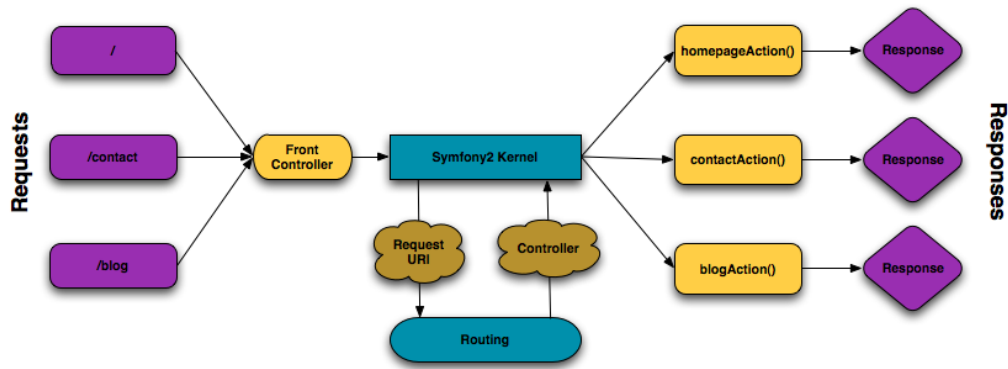 Requests
/
/contact
/blog
Front
Controller
Symfony2 Kernel
Request
URI
Controller
Routing
homepageAction()
contactAction()
blogAction()
Response
Response
Response
Responses